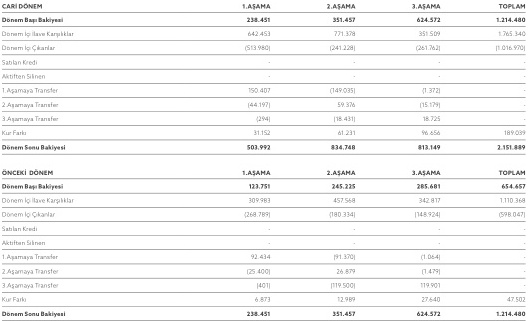 CARİ DÖNEM 1.AŞAMA 2.AŞAMA 3.AŞAMA TOPLAM
Dönem Başı Bakiyesi 238.451 351.457 624.572 1.214.480
Dönem İçi İlave Karşılıklar 642.453 771.378 351.509 1.765.340
Dönem İçi Çıkanlar (513.980) (241.228) (261.762) (1.016.970)
Satılan Kredi - - - -
Aktiften Silinen - - - -
1.Aşamaya Transfer 150.407 (149.035) (1.372) -
2.Aşamaya Transfer (44.197) 59.376 (15.179) -
3.Aşamaya Transfer (294) (18.431) 18.725 -
Kur Farkı 31.152 61.231 96.656 189.039
Dönem Sonu Bakiyesi 503.992 834.748 813.149 2.151.889
ÖNCEKİ DÖNEM 1.AŞAMA 2.AŞAMA 3.AŞAMA TOPLAM
Dönem Başı Bakiyesi 123.751 245.225 285.681 654.657
Dönem İçi İlave Karşılıklar 309.983 457.568 342.817 1.110.368
Dönem İçi Çıkanlar (268.789) (180.334) (148.924) (598.047)
Satılan Kredi - - - -
Aktiften Silinen - - - -
1.Aşamaya Transfer 92.434 (91.370) (1.064) -
2.Aşamaya Transfer (25.400) 26.879 (1.479) -
3.Aşamaya Transfer (401) (119.500) 119.901 -
Kur Farkı 6.873 12.989 27.640 47.502
Dönem Sonu Bakiyesi 238.451 351.457 624.572 1.214.480